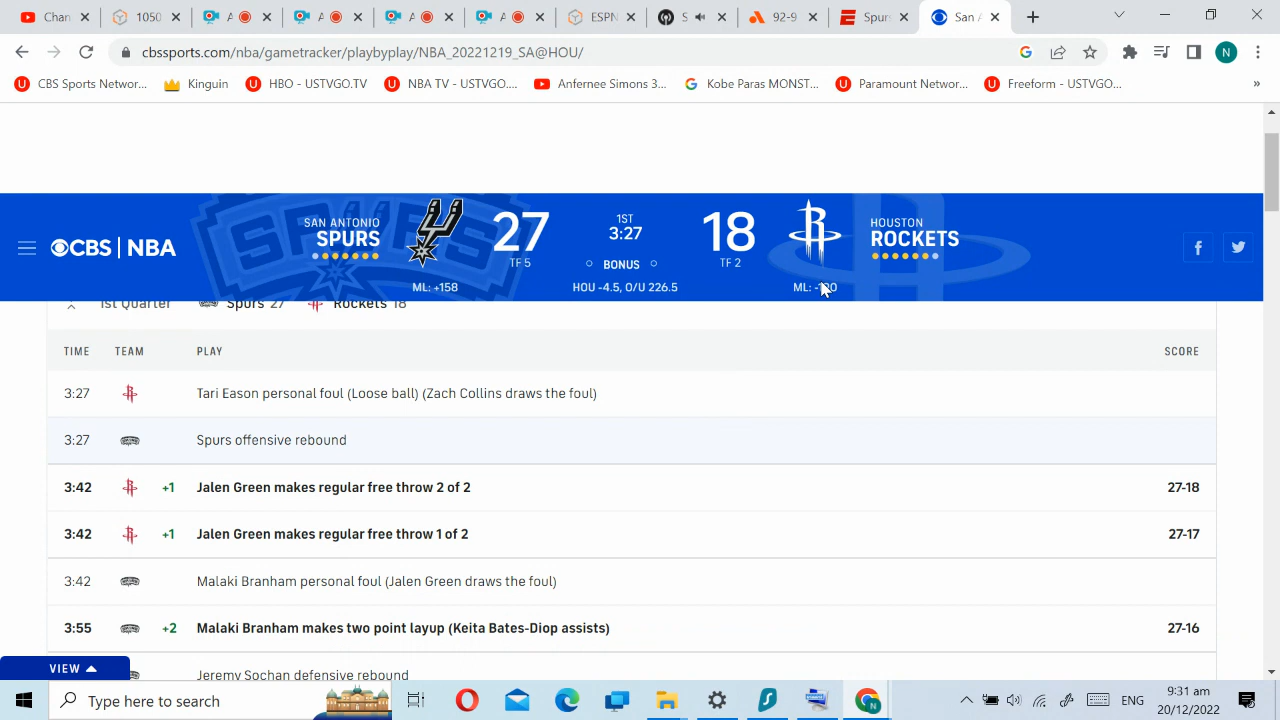 Chan
1050
A
A
A
A
ESPN
S
92-9
Spurs
San A
cbssports.com/nba/gametracker/playbyplay/NBA_20221219_SA@HOU/
N
CBS Sports Networ...
Kinguin
HBO - USTVGO.TV
NBA TV - USTVGO....
Anfernee Simons 3...
Kobe Paras MONST...
Paramount Networ...
Freeform - USTVGO...
»
CBS | NBA
SPURS
SAN ANTONIO
SPURS
27
TF 5
ML: +158
1ST
3:27
BONUS
HOU -4.5, O/U 226.5
18
TF 2
ML:
HOUSTON
ROCKETS
1st Quarter Spurs 27 Rockets 18
TIME TEAM PLAY SCORE
3:27 Tari Eason personal foul (Loose ball) (Zach Collins draws the foul)
3:27 Spurs offensive rebound
3:42 +1 Jalen Green makes regular free throw 2 of 2 27-18
3:42 +1 Jalen Green makes regular free throw 1 of 2 27-17
3:42 Malaki Branham personal foul (Jalen Green draws the foul)
3:55 +2 Malaki Branham makes two point layup (Keita Bates-Diop assists) 27-16
Jeremy Sochan defensive rebound
VIEW
Type here to search
ENG
9:31 am
20/12/2022